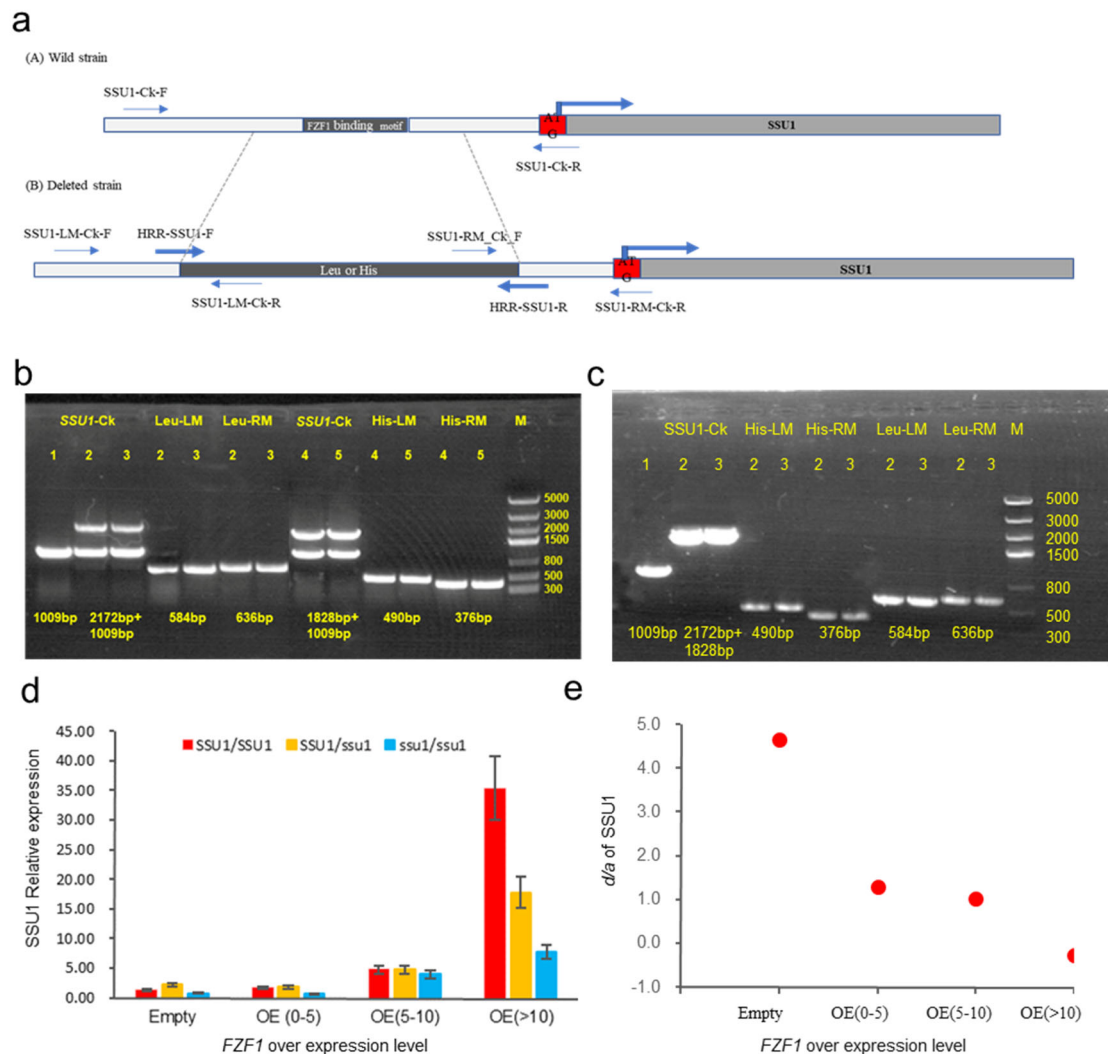 a
(A) Wild strain
SSU1-Ck-F
FZF1 binding motif
ATG
SSU1
SSU1-Ck-R
(B) Deleted strain
SSU1-LM-Ck-F
HRR-SSU1-F
SSU1-RM_Ck_F
Leu or His
ATG
SSU1
SSU1-LM-Ck-R
HRR-SSU1-R
SSU1-RM-Ck-R
b
SSU1-Ck Leu-LM Leu-RM SSU1-Ck His-LM His-RM M
1 2 3 2 3 2 3 4 5 4 5 4 5
5000
3000
2000
1500
800
500
300
1009bp 2172bp+ 584bp 636bp 1828bp+ 490bp 376bp
1009bp 1009bp
c
SSU1-Ck His-LM His-RM Leu-LM Leu-RM M
1 2 3 2 3 2 3 2 3 2 3
5000
3000
2000
1500
800
500
300
1009bp 2172bp+ 490bp 376bp 584bp 636bp
1828bp
d
45.00
40.00
35.00
30.00
25.00
20.00
15.00
10.00
5.00
0.00
SSU1 Relative expression
SSU1/SSU1 SSU1/ssu1 ssu1/ssu1
Empty OE (0-5) OE(5-10) OE(>10)
FZF1 over expression level
e
5.0
4.0
3.0
2.0
1.0
0.0
-1.0
d/a of SSU1
Empty OE(0-5) OE(5-10) OE(>10)
FZF1 over expression level